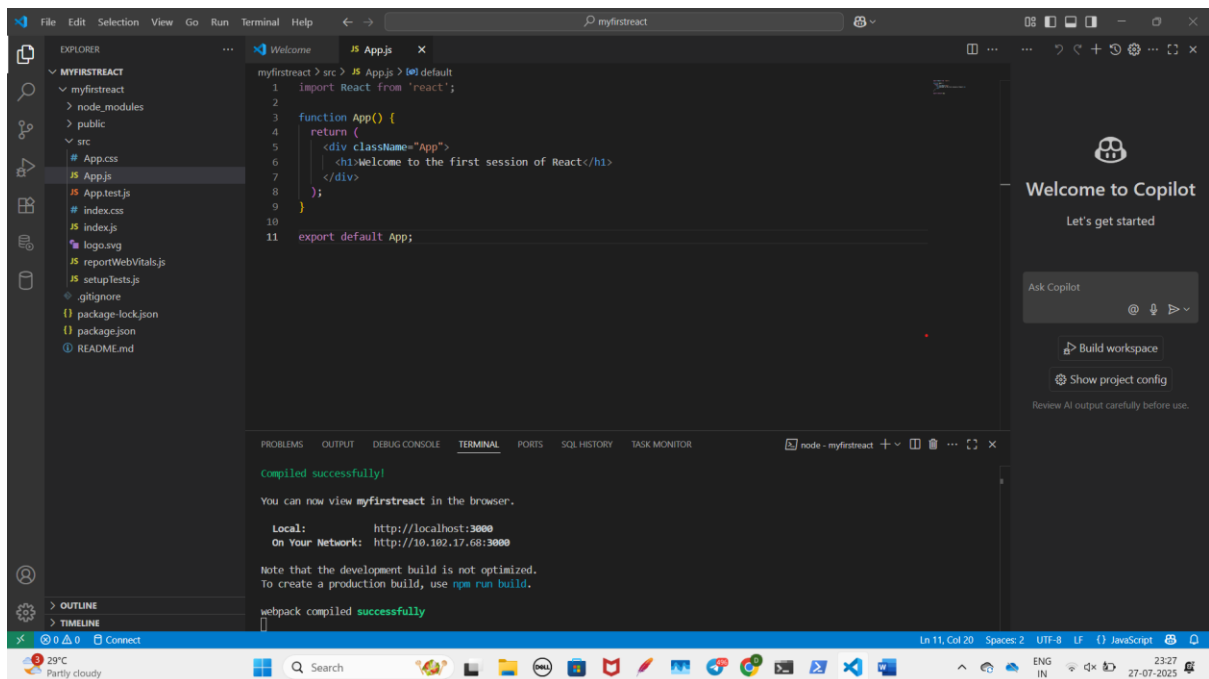 File Edit Selection View Go Run Terminal Help
myfirstreact
EXPLORER
MYFIRSTREACT
myfirstreact
node_modules
public
src
# App.css
JS App.js
JS App.test.js
# index.css
JS index.js
logo.svg
JS reportWebVitals.js
JS setupTests.js
.gitignore
{} package-lock.json
{} package.json
README.md
OUTLINE
TIMELINE
Welcome
JS App.js
myfirstreact > src > JS App.js > default
1 import React from 'react';
2
3 function App() {
4 return (
5 <div className="App">
6 <h1>Welcome to the first session of React</h1>
7 </div>
8 );
9 }
10
11 export default App;
PROBLEMS OUTPUT DEBUG CONSOLE TERMINAL PORTS SQL HISTORY TASK MONITOR
node - myfirstreact
Compiled successfully!
You can now view myfirstreact in the browser.
Local: http://localhost:3000
On Your Network: http://10.102.17.68:3000
Note that the development build is not optimized.
To create a production build, use npm run build.
webpack compiled successfully
Welcome to Copilot
Let's get started
Ask Copilot
@
Build workspace
Show project config
Review AI output carefully before use.
0 0 Connect
Ln 11, Col 20 Spaces: 2 UTF-8 LF {} JavaScript
3
29°C
Partly cloudy
Search
DELL
ENG
IN
23:27
27-07-2025